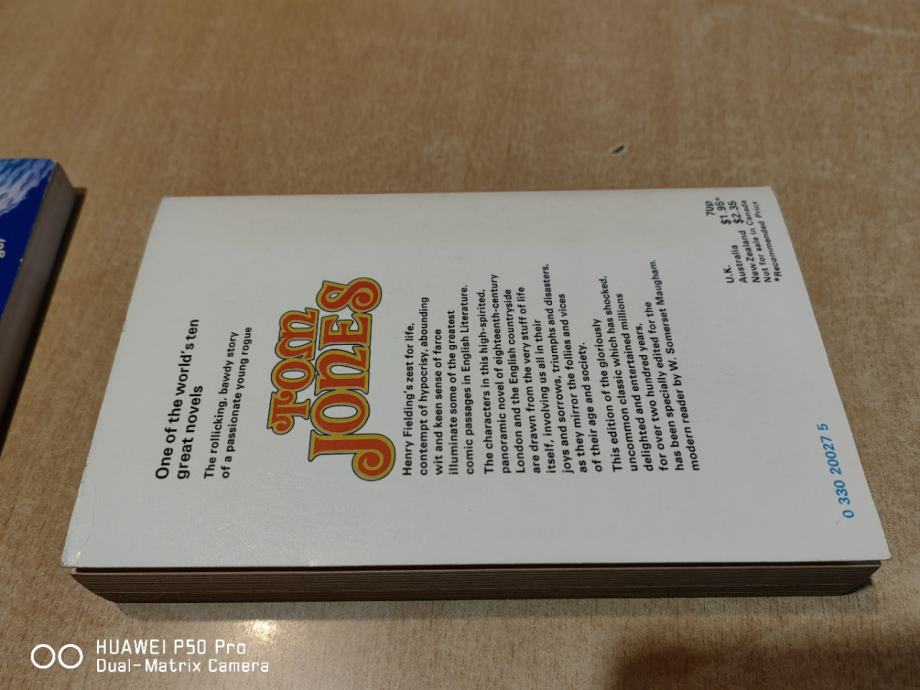 One of the world's ten
great novels
The rollicking, bawdy story
of a passionate young rogue
TOM
JONES
Henry Fielding's zest for life,
contempt of hypocrisy, abounding
wit and keen sense of farce
illuminate some of the greatest
comic passages in English Literature.
The characters in this high-spirited,
panoramic novel of eighteenth-century
London and the English countryside
are drawn from the very stuff of life
itself, involving us all in their
joys and sorrows, triumphs and disasters,
as they mirror the follies and vices
of their age and society.
This edition of the gloriously
uncommon classic which has shocked,
delighted and entertained millions
for over two hundred years,
has been specially edited for the
modern reader by W. Somerset Maugham.
U.K. 70p
Australia $1.95*
New Zealand $2.35
Not for sale in Canada
*Recommended Price
0 330 20027 5
HUAWEI P50 Pro
Dual-Matrix Camera